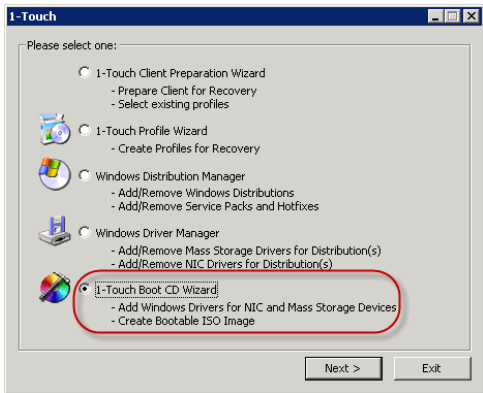 1-Touch
Please select one:
1-Touch Client Preparation Wizard
- Prepare Client for Recovery
- Select existing profiles
1-Touch Profile Wizard
- Create Profiles for Recovery
Windows Distribution Manager
- Add/Remove Windows Distributions
- Add/Remove Service Packs and Hotfixes
Windows Driver Manager
- Add/Remove Mass Storage Drivers for Distribution(s)
- Add/Remove NIC Drivers for Distribution(s)
1-Touch Boot CD Wizard
- Add Windows Drivers for NIC and Mass Storage Devices
- Create Bootable ISO Image
Next >
Exit